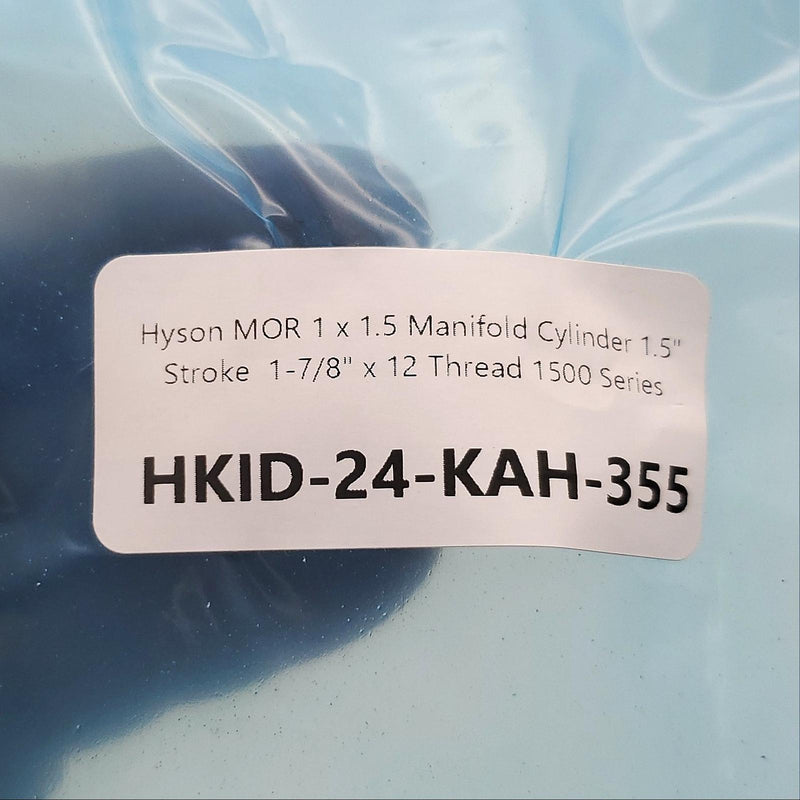 Hyson MOR 1 x 1.5 Manifold Cylinder 1.5"
Stroke 1-7/8" x 12 Thread 1500 Series
HKID-24-KAH-355